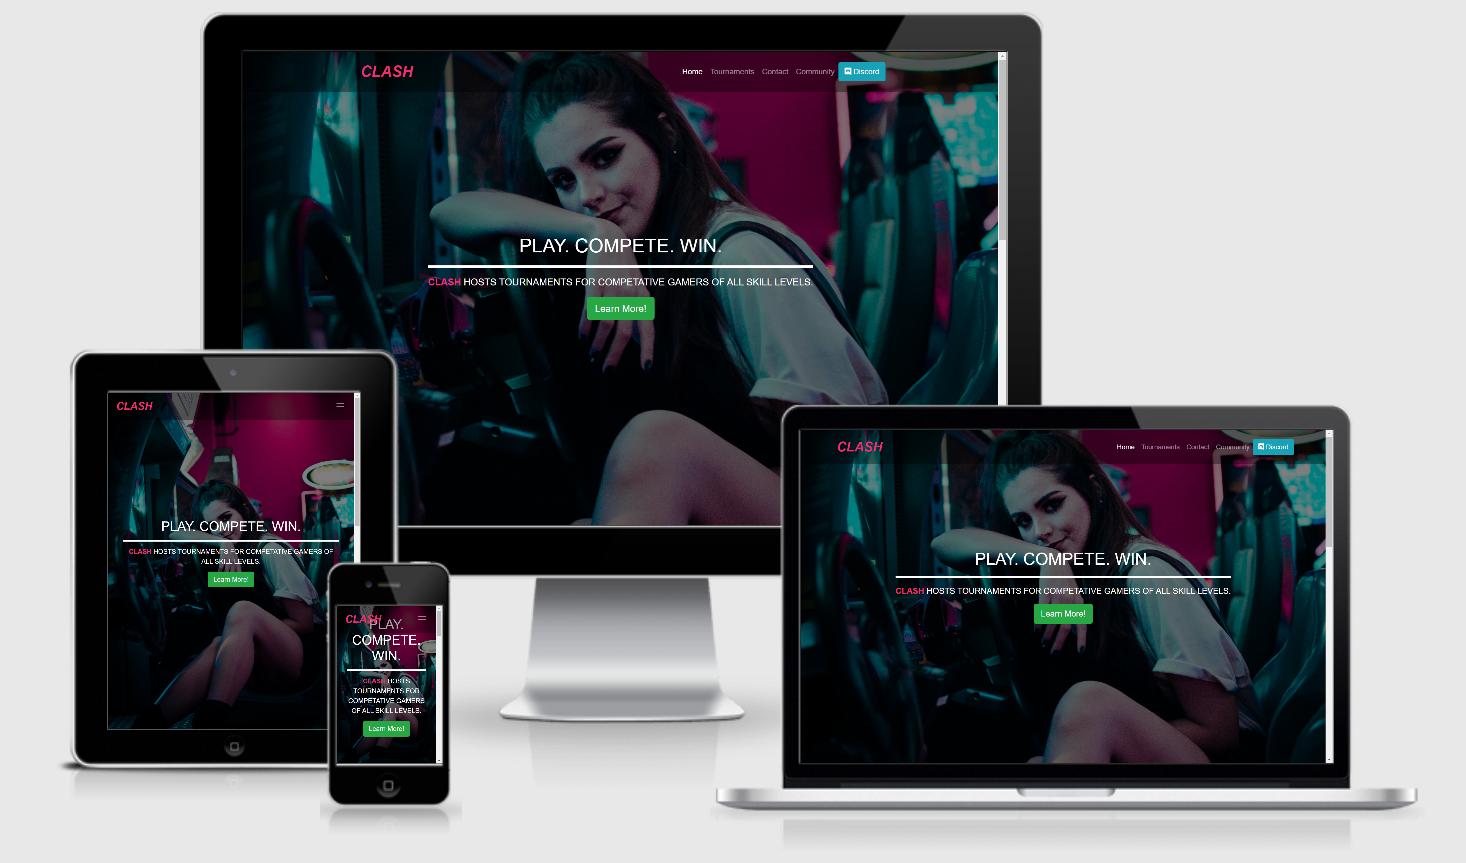 CLASH
Home Tournaments Contact Community Discord
PLAY. COMPETE. WIN.
CLASH HOSTS TOURNAMENTS FOR COMPETATIVE GAMERS OF ALL SKILL LEVELS.
Learn More!
CLASH
PLAY. COMPETE. WIN.
CLASH HOSTS TOURNAMENTS FOR COMPETATIVE GAMERS OF
ALL SKILL LEVELS.
Learn More!
CLASH
PLAY.
COMPETE.
WIN.
CLASH HOSTS
TOURNAMENTS FOR
COMPETATIVE GAMERS
OF ALL SKILL LEVELS.
Learn More!
CLASH
Home Tournaments Contact Community Discord
PLAY. COMPETE. WIN.
CLASH HOSTS TOURNAMENTS FOR COMPETATIVE GAMERS OF ALL SKILL LEVELS.
Learn More!